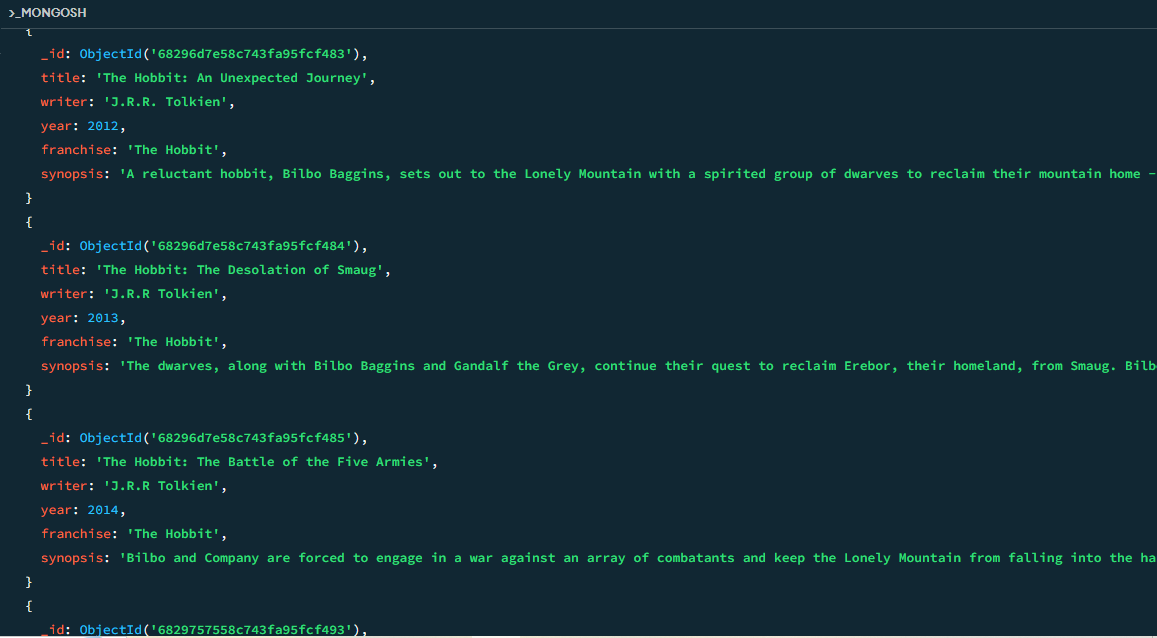 >_MONGOSH
{
_id: ObjectId('68296d7e58c743fa95fcf483'),
title: 'The Hobbit: An Unexpected Journey',
writer: 'J.R.R. Tolkien',
year: 2012,
franchise: 'The Hobbit',
synopsis: 'A reluctant hobbit, Bilbo Baggins, sets out to the Lonely Mountain with a spirited group of dwarves to reclaim their mountain home -
}
{
_id: ObjectId('68296d7e58c743fa95fcf484'),
title: 'The Hobbit: The Desolation of Smaug',
writer: 'J.R.R Tolkien',
year: 2013,
franchise: 'The Hobbit',
synopsis: 'The dwarves, along with Bilbo Baggins and Gandalf the Grey, continue their quest to reclaim Erebor, their homeland, from Smaug. Bilb
}
{
_id: ObjectId('68296d7e58c743fa95fcf485'),
title: 'The Hobbit: The Battle of the Five Armies',
writer: 'J.R.R Tolkien',
year: 2014,
franchise: 'The Hobbit',
synopsis: 'Bilbo and Company are forced to engage in a war against an array of combatants and keep the Lonely Mountain from falling into the ha
}
{
_id: ObjectId('6829757558c743fa95fcf493'),